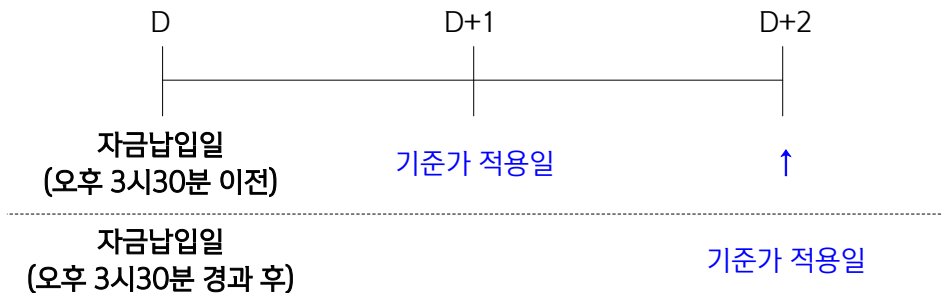 D D+1 D+2
자금납입일
(오후 3시30분 이전)
기준가 적용일
↑
자금납입일
(오후 3시30분 경과 후)
기준가 적용일